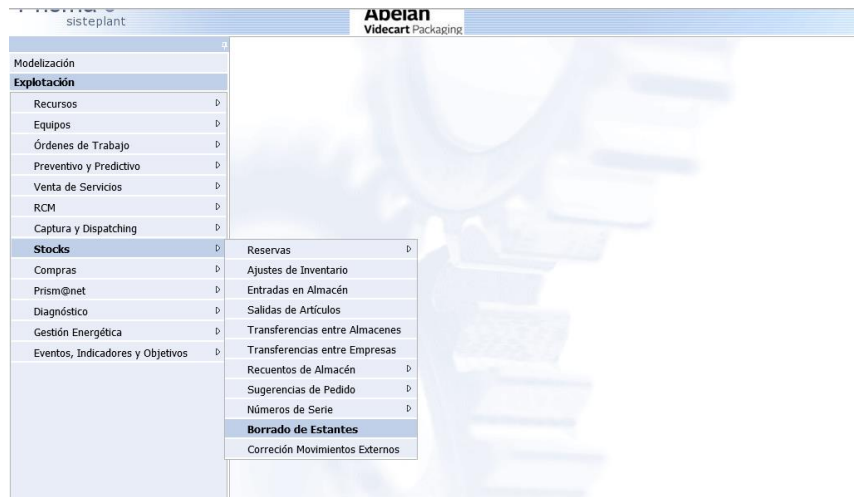 sisteplant
Abelan
Videcart Packaging
Modelización
Explotación
Recursos
Equipos
Órdenes de Trabajo
Preventivo y Predictivo
Venta de Servicios
RCM
Captura y Dispatching
Stocks
Compras
Prism@net
Diagnóstico
Gestión Energética
Eventos, Indicadores y Objetivos
Reservas
Ajustes de Inventario
Entradas en Almacén
Salidas de Artículos
Transferencias entre Almacenes
Transferencias entre Empresas
Recuentos de Almacén
Sugerencias de Pedido
Números de Serie
Borrado de Estantes
Correción Movimientos Externos